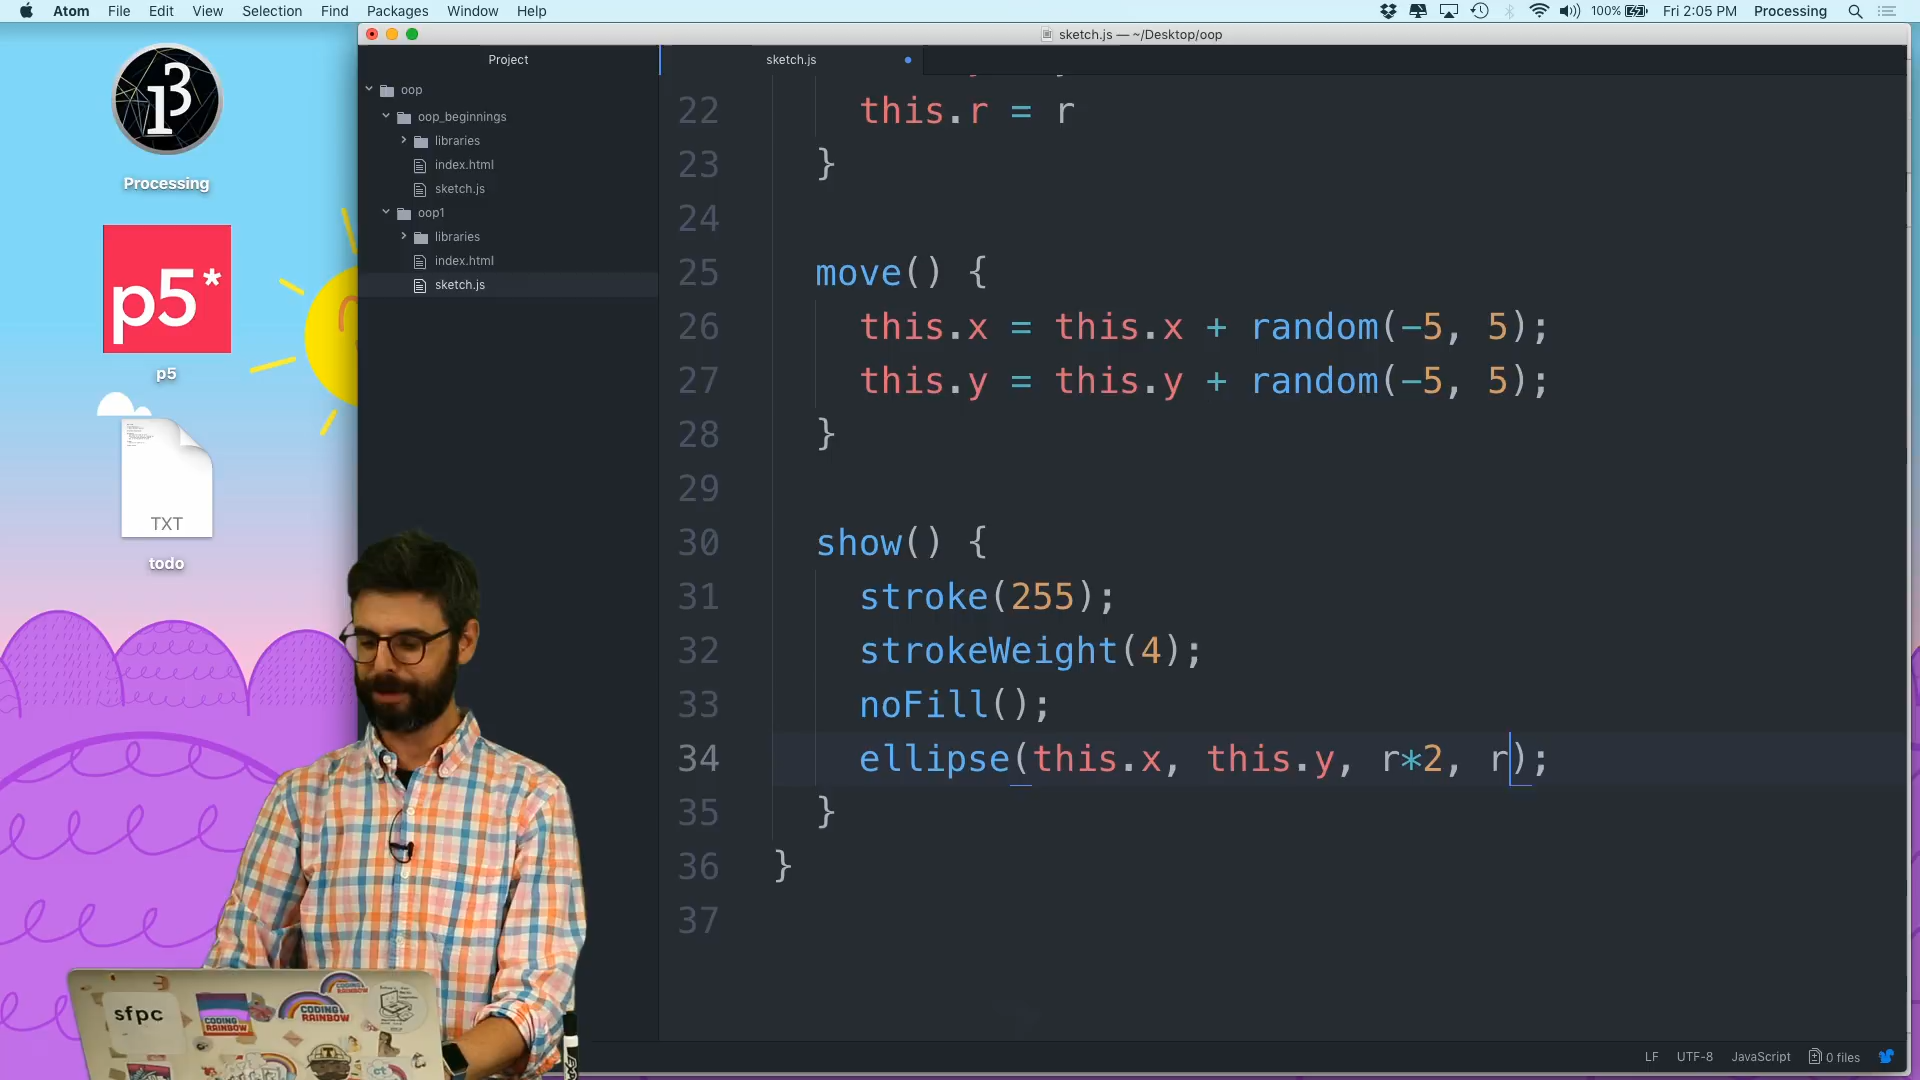 Atom File Edit View Selection Find Packages Window Help 100% Fri 2:05 PM Processing
sketch.js — ~/Desktop/oop
Project
sketch.js
oop
oop_beginnings
libraries
index.html
sketch.js
oop1
libraries
index.html
sketch.js
Processing
p5*
p5
TXT
todo
22 this.r = r
23 }
24
25 move() {
26 this.x = this.x + random(-5, 5);
27 this.y = this.y + random(-5, 5);
28 }
29
30 show() {
31 stroke(255);
32 strokeWeight(4);
33 noFill();
34 ellipse(this.x, this.y, r*2, r);
35 }
36 }
37
sfpc
CODING
RAINBOW
CODING
RAINBOW
LF UTF-8 JavaScript 0 files